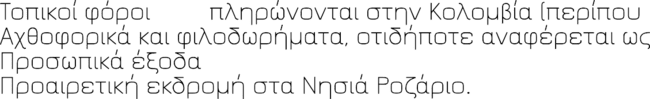 Τοπικοί φόροι πληρώνονται στην Κολομβία (περίπου
Αχθοφορικά και φιλοδωρήματα, οτιδήποτε αναφέρεται ως
Προσωπικά έξοδα
Προαιρετική εκδρομή στα Νησιά Ροζάριο.